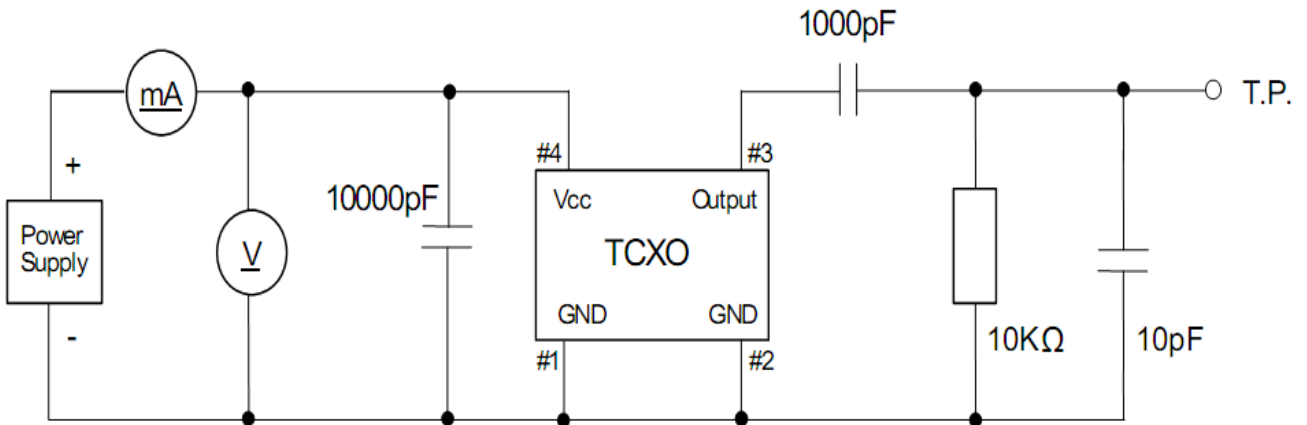 1000pF
mA
T.P.
+
#4
#3
10000pF
Vcc
Output
Power
Supply
V
TCXO
GND
GND
-
10KΩ
10pF
#1
#2